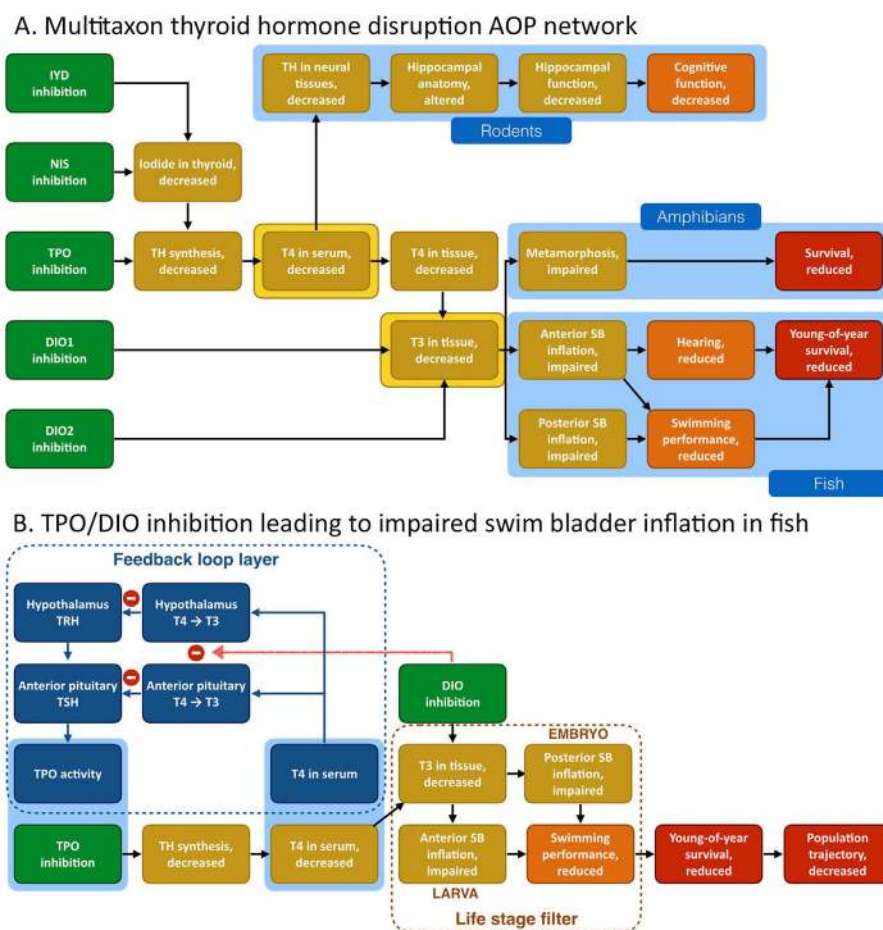 A. Multitaxon thyroid hormone disruption AOP network
IYD
inhibition
TH in neural
tissues,
decreased
Hippocampal
anatomy,
altered
Hippocampal
function,
decreased
Cognitive
function,
decreased
Rodents
NIS
inhibition
Iodide in thyroid,
decreased
Amphibians
TPO
inhibition
TH synthesis,
decreased
T4 in serum,
decreased
T4 in tissue,
decreased
Metamorphosis,
impaired
Survival,
reduced
DIO1
inhibition
T3 in tissue,
decreased
Anterior SB
inflation,
impaired
Hearing,
reduced
Young-of-year
survival,
reduced
DIO2
inhibition
Posterior SB
inflation,
impaired
Swimming
performance,
reduced
Fish
B. TPO/DIO inhibition leading to impaired swim bladder inflation in fish
Feedback loop layer
Hypothalamus
TRH
Hypothalamus
T4 → T3
Anterior pituitary
TSH
Anterior pituitary
T4 → T3
DIO
inhibition
EMBRYO
TPO activity
T4 in serum
T3 in tissue,
decreased
Posterior SB
inflation,
impaired
TPO
inhibition
TH synthesis,
decreased
T4 in serum,
decreased
Anterior SB
inflation,
impaired
Swimming
performance,
reduced
Young-of-year
survival,
reduced
Population
trajectory,
decreased
LARVA
Life stage filter